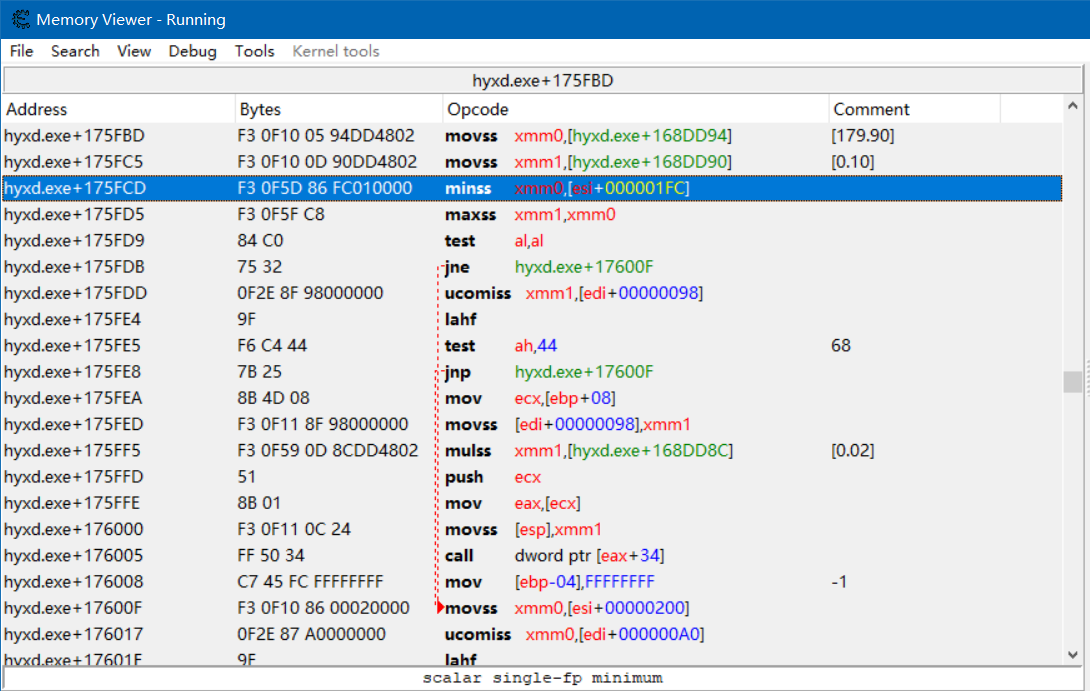 Memory Viewer - Running
File Search View Debug Tools Kernel tools
hyxd.exe+175FBD
Address Bytes Opcode Comment
hyxd.exe+175FBD F3 0F10 05 94DD4802 movss xmm0,[hyxd.exe+168DD94] [179.90]
hyxd.exe+175FC5 F3 0F10 0D 90DD4802 movss xmm1,[hyxd.exe+168DD90] [0.10]
hyxd.exe+175FCD F3 0F5D 86 FC010000 minss xmm0,[esi+000001FC]
hyxd.exe+175FD5 F3 0F5F C8 maxss xmm1,xmm0
hyxd.exe+175FD9 84 C0 test al,al
hyxd.exe+175FDB 75 32 jne hyxd.exe+17600F
hyxd.exe+175FDD 0F2E 8F 98000000 ucomiss xmm1,[edi+00000098]
hyxd.exe+175FE4 9F lahf
hyxd.exe+175FE5 F6 C4 44 test ah,44 68
hyxd.exe+175FE8 7B 25 jnp hyxd.exe+17600F
hyxd.exe+175FEA 8B 4D 08 mov ecx,[ebp+08]
hyxd.exe+175FED F3 0F11 8F 98000000 movss [edi+00000098],xmm1
hyxd.exe+175FF5 F3 0F59 0D 8CDD4802 mulss xmm1,[hyxd.exe+168DD8C] [0.02]
hyxd.exe+175FFD 51 push ecx
hyxd.exe+175FFE 8B 01 mov eax,[ecx]
hyxd.exe+176000 F3 0F11 0C 24 movss [esp],xmm1
hyxd.exe+176005 FF 50 34 call dword ptr [eax+34]
hyxd.exe+176008 C7 45 FC FFFFFFFF mov [ebp-04],FFFFFFFF -1
hyxd.exe+17600F F3 0F10 86 00020000 movss xmm0,[esi+00000200]
hyxd.exe+176017 0F2E 87 A0000000 ucomiss xmm0,[edi+000000A0]
hyxd.exe+17601E 9F lahf
scalar single-fp minimum